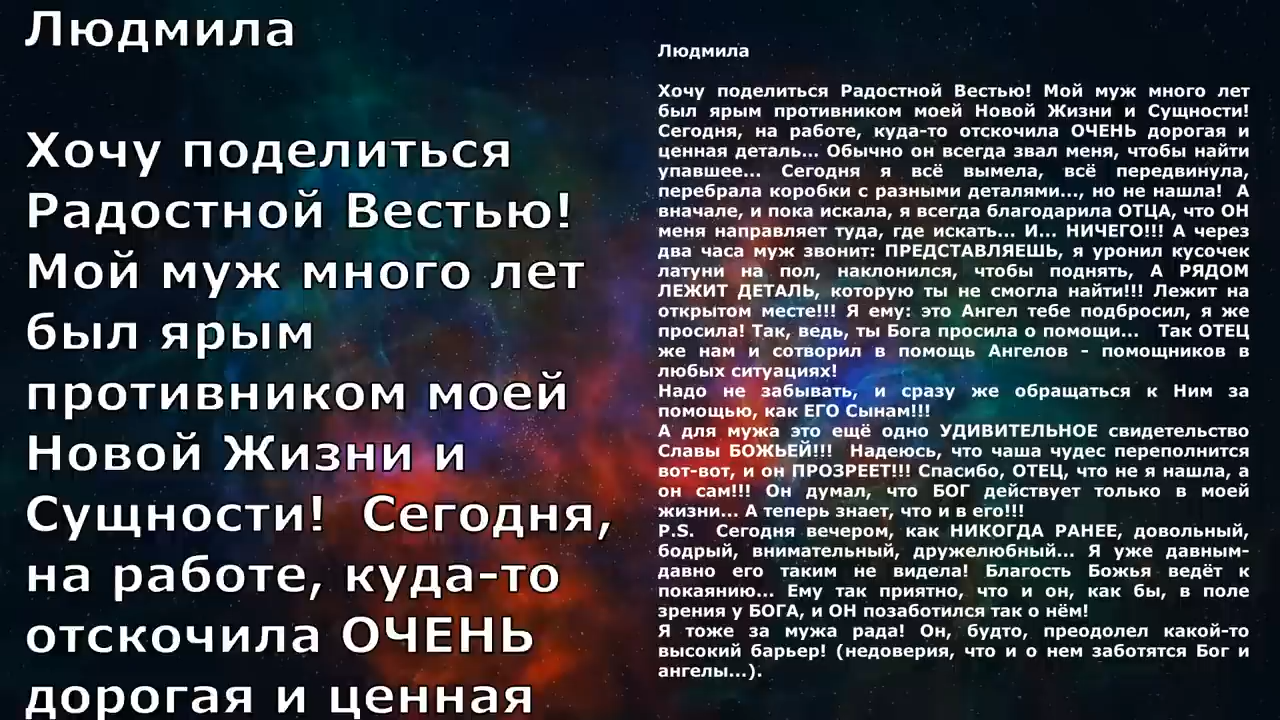 Людмила
Хочу поделиться
Радостной Вестью!
Мой муж много лет
был ярым
противником моей
Новой Жизни и
Сущности! Сегодня,
на работе, куда-то
отскочила ОЧЕНЬ
дорогая и ценная
Людмила
Хочу поделиться Радостной Вестью! Мой муж много лет
был ярым противником моей Новой Жизни и Сущности!
Сегодня, на работе, куда-то отскочила ОЧЕНЬ дорогая и
ценная деталь... Обычно он всегда звал меня, чтобы найти
упавшее... Сегодня я всё вымела, всё передвинула,
перебрала коробки с разными деталями..., но не нашла! А
вначале, и пока искала, я всегда благодарила ОТЦА, что ОН
меня направляет туда, где искать... И... НИЧЕГО!!! А через
два часа муж звонит: ПРЕДСТАВЛЯЕШЬ, я уронил кусочек
латуни на пол, наклонился, чтобы поднять, А РЯДОМ
ЛЕЖИТ ДЕТАЛЬ, которую ты не смогла найти!!! Лежит на
открытом месте!!! Я ему: это Ангел тебе подбросил, я же
просила! Так, ведь, ты Бога просила о помощи... Так ОТЕЦ
же нам и сотворил в помощь Ангелов - помощников в
любых ситуациях!
Надо не забывать, и сразу же обращаться к Ним за
помощью, как ЕГО Сынам!!!
А для мужа это ещё одно УДИВИТЕЛЬНОЕ свидетельство
Славы БОЖЬЕЙ!!! Надеюсь, что чаша чудес переполнится
вот-вот, и он ПРОЗРЕЕТ!!! Спасибо, ОТЕЦ, что не я нашла, а
он сам!!! Он думал, что БОГ действует только в моей
жизни... А теперь знает, что и в его!!!
P.S. Сегодня вечером, как НИКОГДА РАНЕЕ, довольный,
бодрый, внимательный, дружелюбный... Я уже давным-
давно его таким не видела! Благость Божья ведёт к
покаянию... Ему так приятно, что и он, как бы, в поле
зрения у БОГА, и ОН позаботился так о нём!
Я тоже за мужа рада! Он, будто, преодолел какой-то
высокий барьер! (недоверия, что и о нем заботятся Бог и
ангелы...).